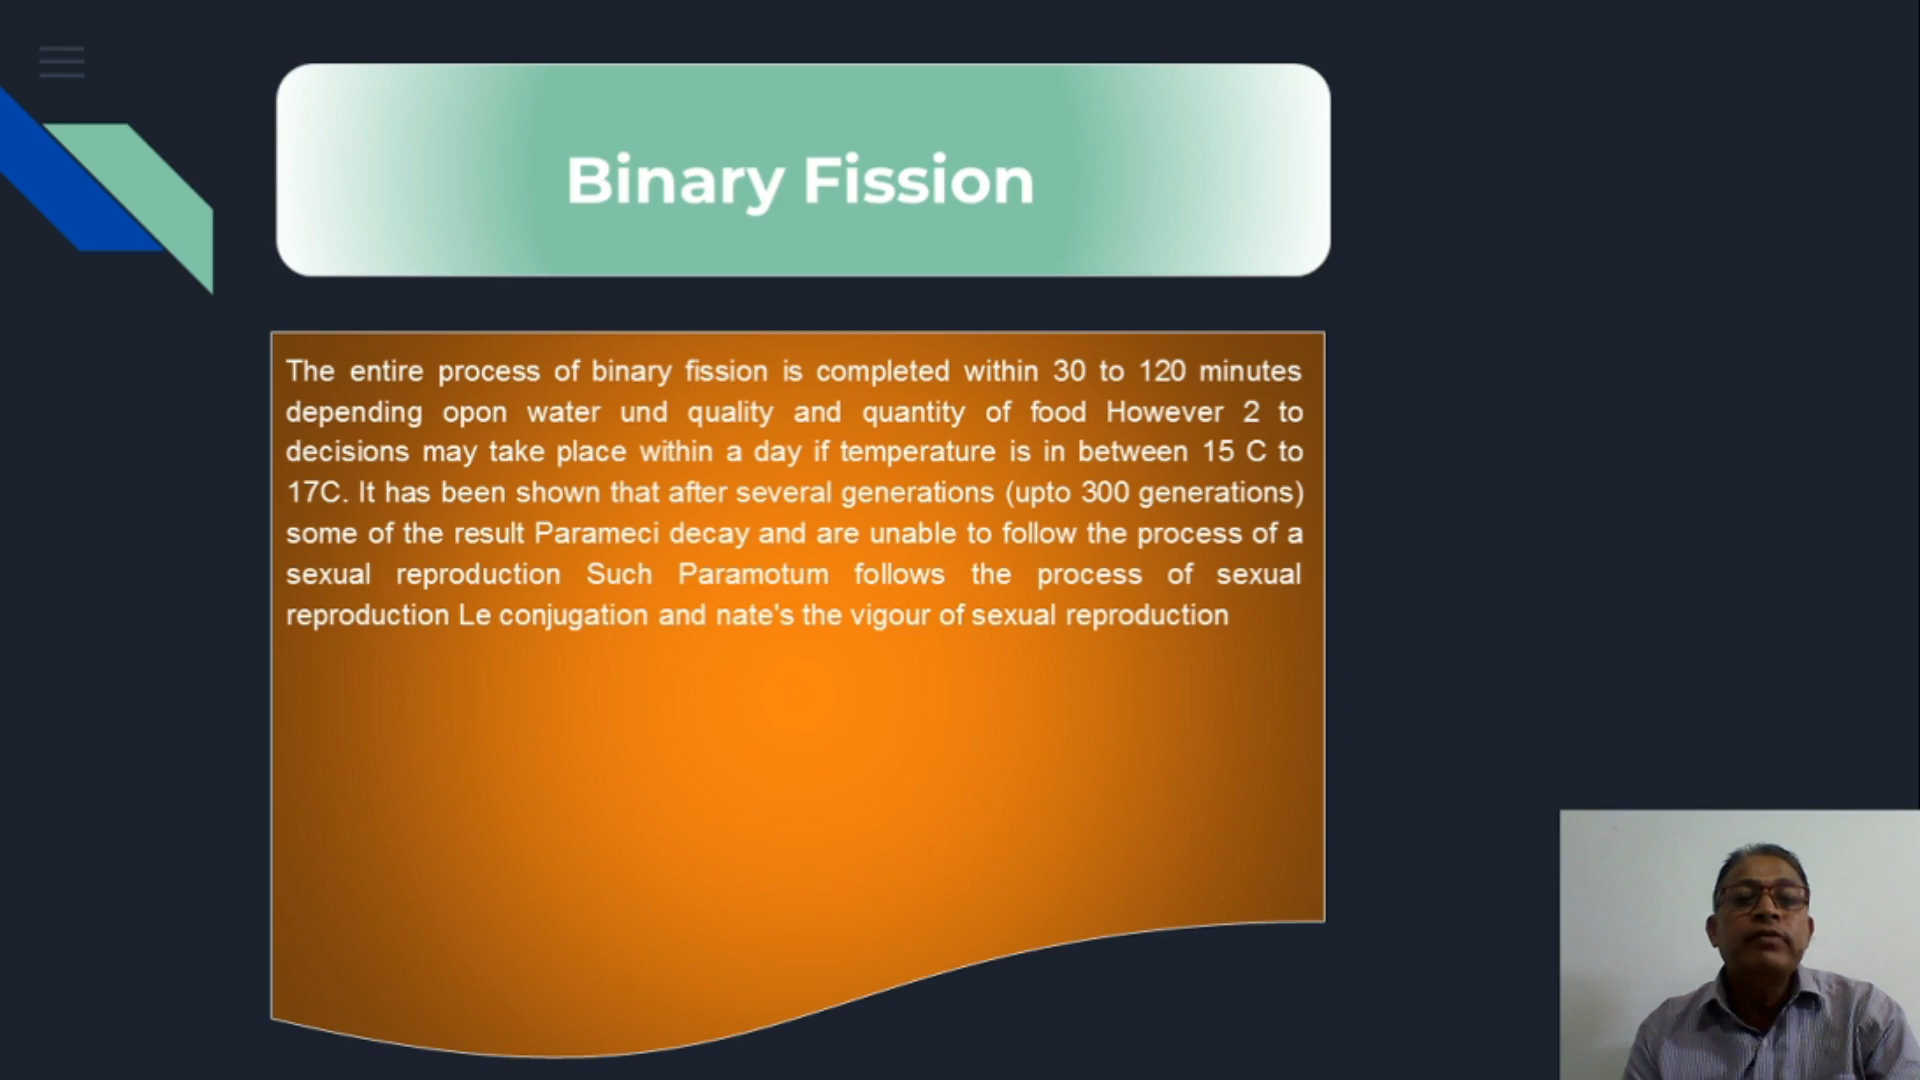 Binary Fission
The entire process of binary fission is completed within 30 to 120 minutes
depending opon water und quality and quantity of food However 2 to
decisions may take place within a day if temperature is in between 15 C to
17C. It has been shown that after several generations (upto 300 generations)
some of the result Parameci decay and are unable to follow the process of a
sexual reproduction Such Paramotum follows the process of sexual
reproduction Le conjugation and nate's the vigour of sexual reproduction